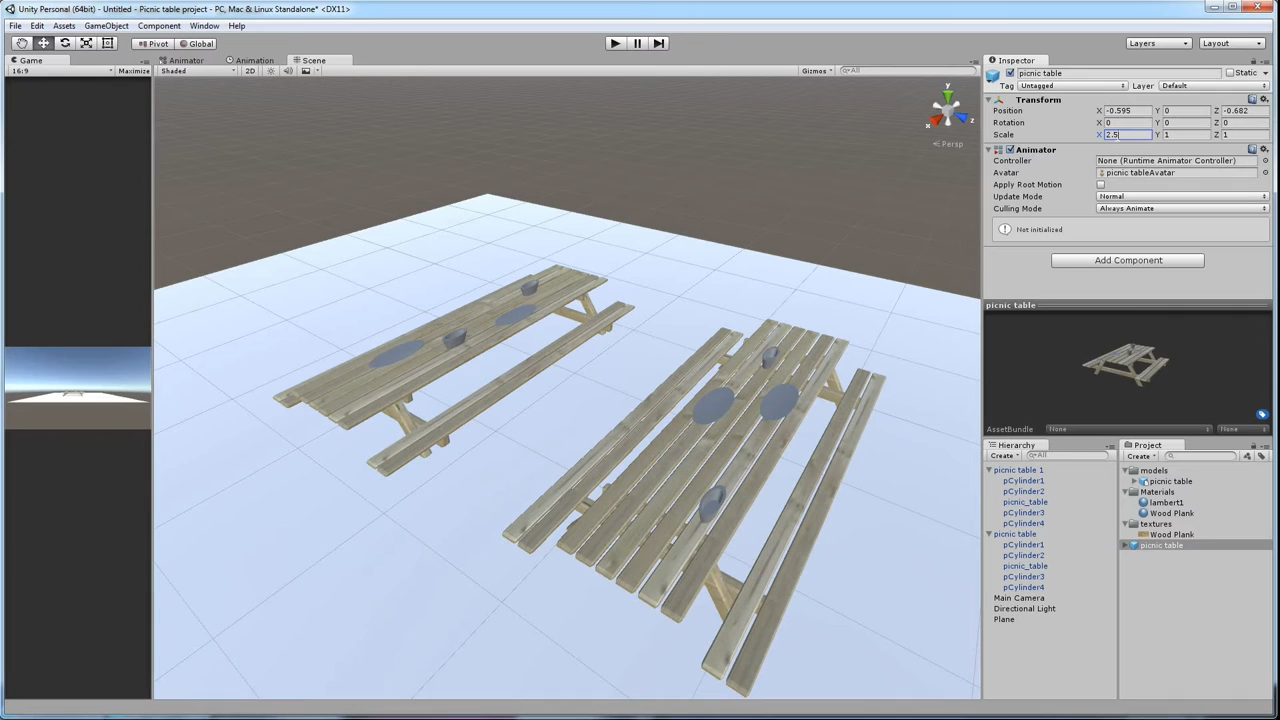 Unity Personal (64bit) - Untitled - Picnic table project - PC, Mac & Linux Standalone* <DX11>
File Edit Assets GameObject Component Window Help
Pivot Global Layers Layout
Game Animator Animation Scene Inspector
16:9 Maximize Shaded 2D Gizmos All
picnic table Static
Tag Untagged Layer Default
Transform
Position X -0.595 Y 0 Z -0.682
Rotation X 0 Y 0 Z 0
Scale X 2.5 Y 1 Z 1
y
x
z
Persp
Animator
Controller None (Runtime Animator Controller)
Avatar picnic tableAvatar
Apply Root Motion
Update Mode Normal
Culling Mode Always Animate
Not initialized
Add Component
picnic table
AssetBundle None None
Hierarchy
Create All
picnic table 1
pCylinder1
pCylinder2
picnic_table
pCylinder3
pCylinder4
picnic table
pCylinder1
pCylinder2
picnic_table
pCylinder3
pCylinder4
Main Camera
Directional Light
Plane
Project
Create
models
picnic table
Materials
lambert1
Wood Plank
textures
Wood Plank
picnic table